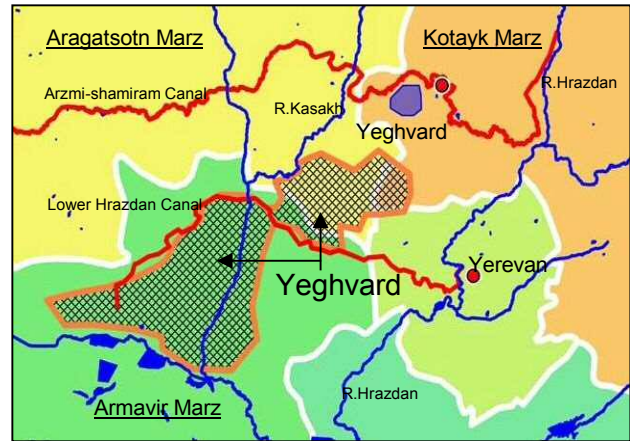 Aragatsotn Marz
Kotayk Marz
R.Hrazdan
Arzmi-shamiram Canal
R.Kasakh
Yeghvard
Lower Hrazdan Canal
Yerevan
Yeghvard
R.Hrazdan
Armavir Marz